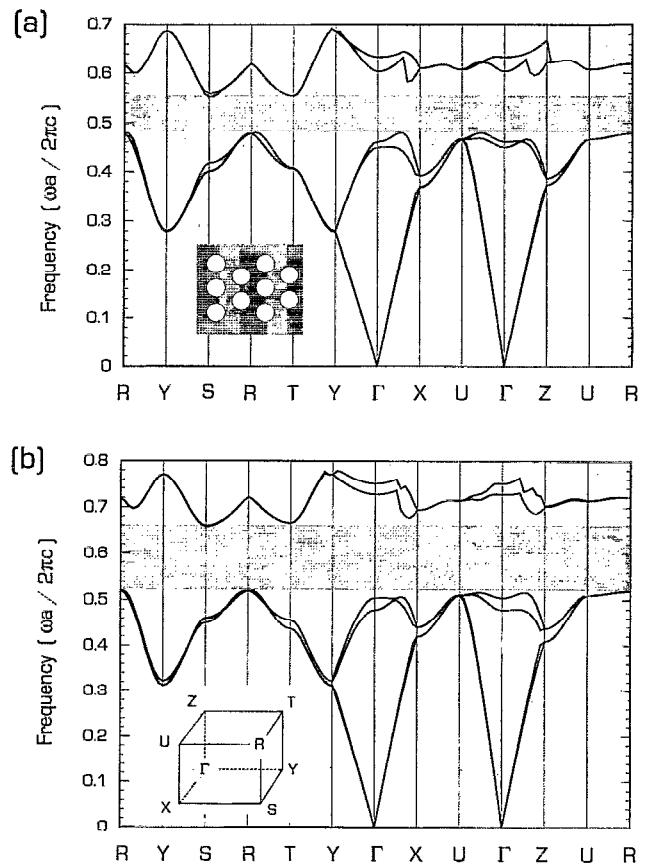 (a)
0.7
0.6
0.5
0.4
0.3
0.2
0.1
0
Frequency (ωa / 2πc)
R Y S R T Y Γ X U Γ Z U R
(b)
0.8
0.7
0.6
0.5
0.4
0.3
0.2
0.1
0
Frequency (ωa / 2πc)
Z T
U R
Γ Y
X S
R Y S R T Y Γ X U Γ Z U R